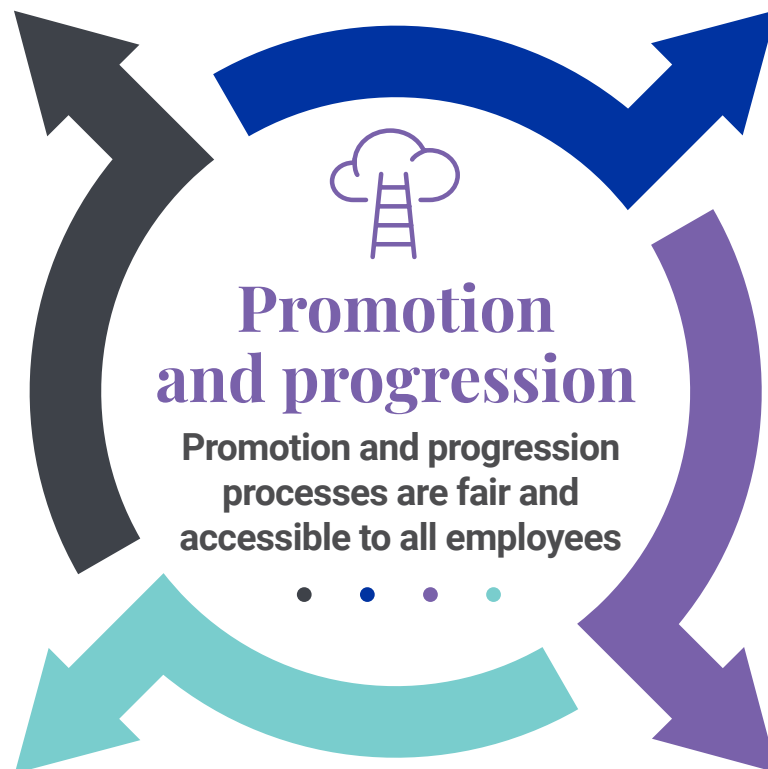 Promotion
and progression
Promotion and progression
processes are fair and
accessible to all employees